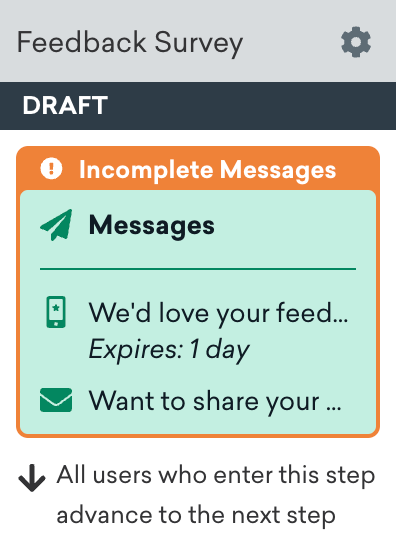 Feedback Survey
DRAFT
Incomplete Messages
Messages
We'd love your feed...
Expires: 1 day
Want to share your ...
All users who enter this step
advance to the next step